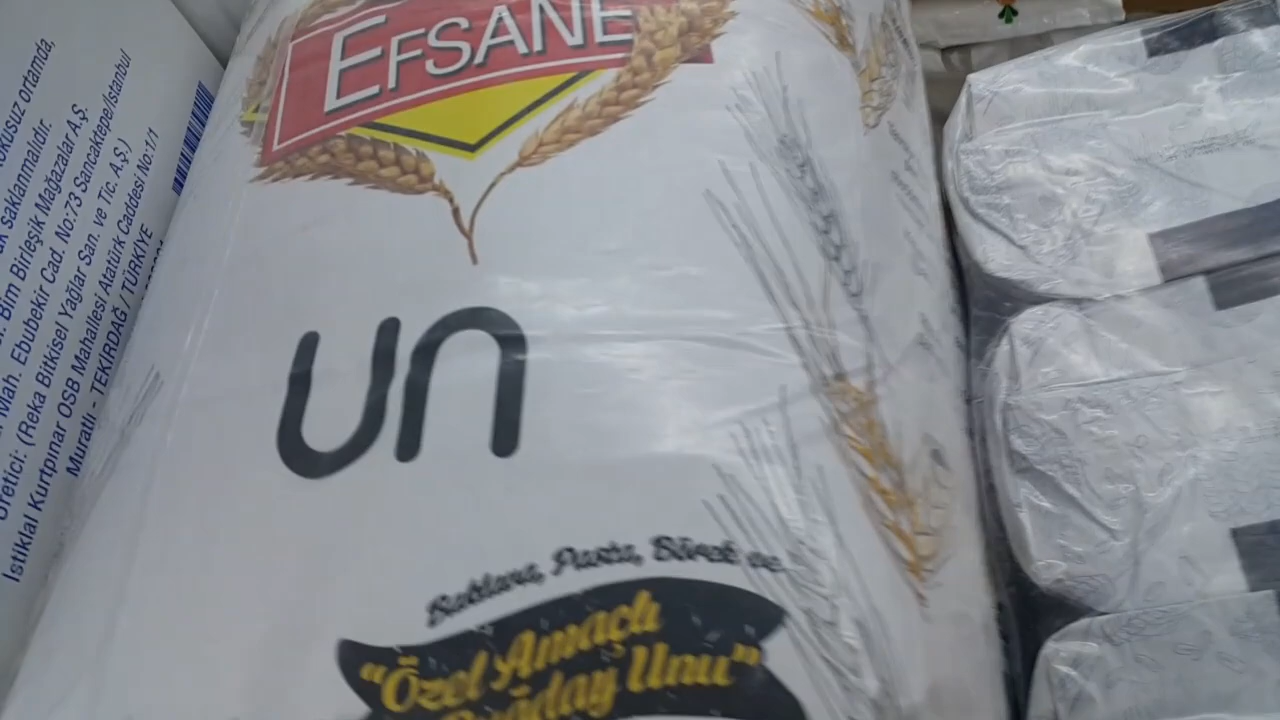 kokusuz ortamda,
saklanmalıdır.
Bim Birleşik Mağazalar A.Ş.
Mah. Ebubekir Cad. No:73 Sancaktepe/İstanbul
Üretici: (Reka Bitkisel Yağlar San. ve Tic. A.Ş.)
İstiklal Kurtpınar OSB Mahallesi Atatürk Caddesi No:1/1
Muratlı - TEKİRDAĞ / TÜRKİYE
EFSANE
un
Baklava, Pasta, Börek ve
"Özel Amaçlı
Buğday Unu"